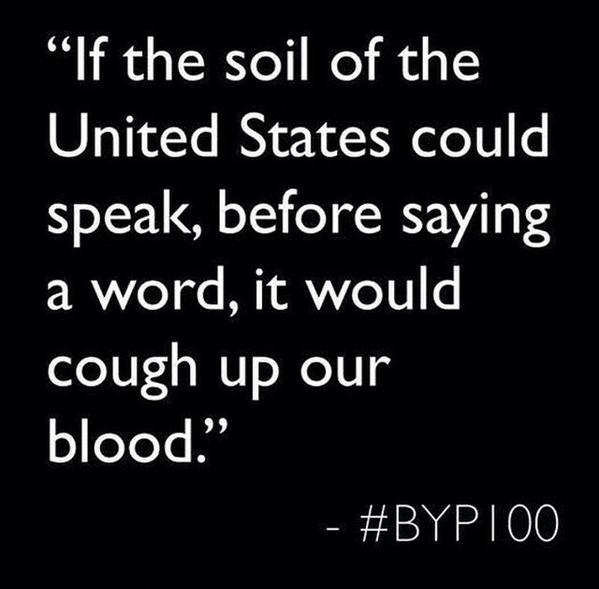 “If the soil of the
United States could
speak, before saying
a word, it would
cough up our
blood.”
- #BYP100